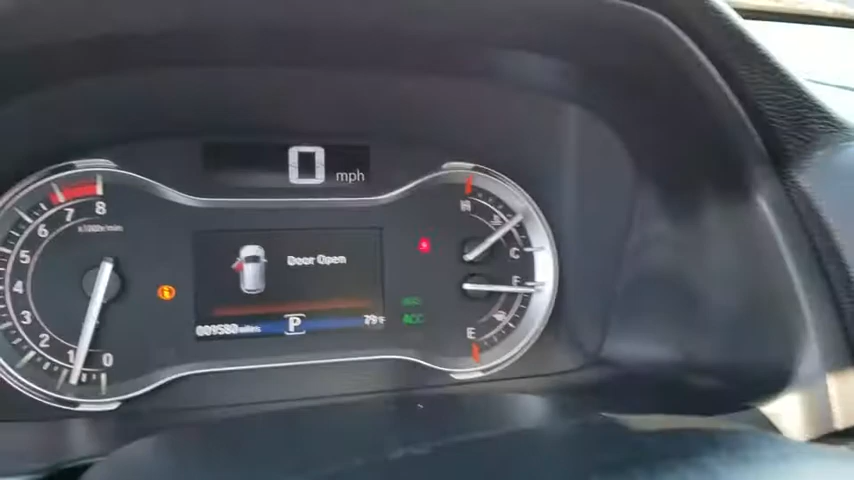 0 mph
8
7
x1000r/min
6
5
4
3
2
1
0
Door Open
009580 miles
P
79°F
ACC
H
C
F
E